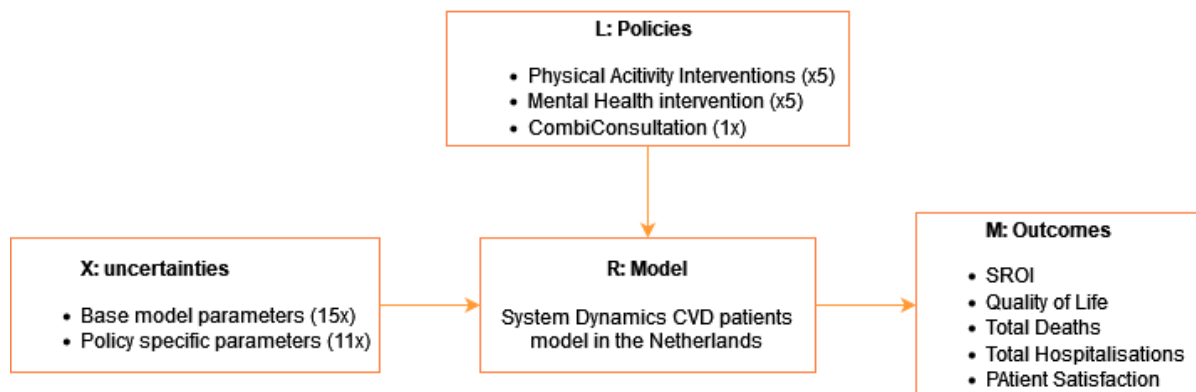 L: Policies
• Physical Acitivity Interventions (x5)
• Mental Health intervention (x5)
• CombiConsultation (1x)
X: uncertainties
• Base model parameters (15x)
• Policy specific parameters (11x)
R: Model
System Dynamics CVD patients
model in the Netherlands
M: Outcomes
• SROI
• Quality of Life
• Total Deaths
• Total Hospitalisations
• PAtient Satisfaction